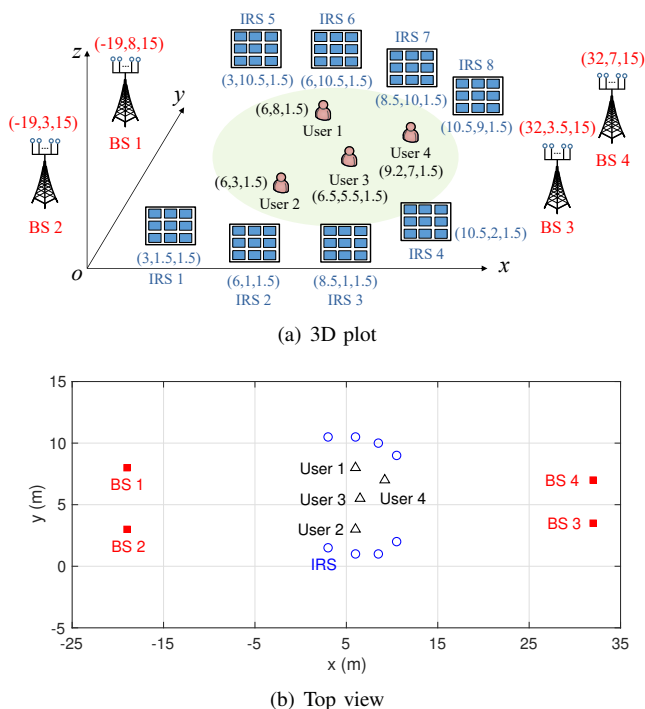 IRS 5
IRS 6
IRS 7
IRS 8
z
(-19,8,15)
(32,7,15)
y
(3,10.5,1.5)
(6,10.5,1.5)
(8.5,10,1.5)
(10.5,9,1.5)
(-19,3,15)
BS 1
(6,8,1.5)
User 1
User 4
(9.2,7,1.5)
(32,3.5,15)
BS 4
(6,3,1.5)
User 2
User 3
(6.5,5.5,1.5)
BS 2
BS 3
(3,1.5,1.5)
IRS 1
(6,1,1.5)
IRS 2
(8.5,1,1.5)
IRS 3
IRS 4
(10.5,2,1.5)
o
x
(a) 3D plot
15
10
5
0
-5
y (m)
User 1
BS 1
User 3
User 4
BS 4
User 2
BS 2
BS 3
IRS
-25
-15
-5
5
15
25
35
x (m)
(b) Top view